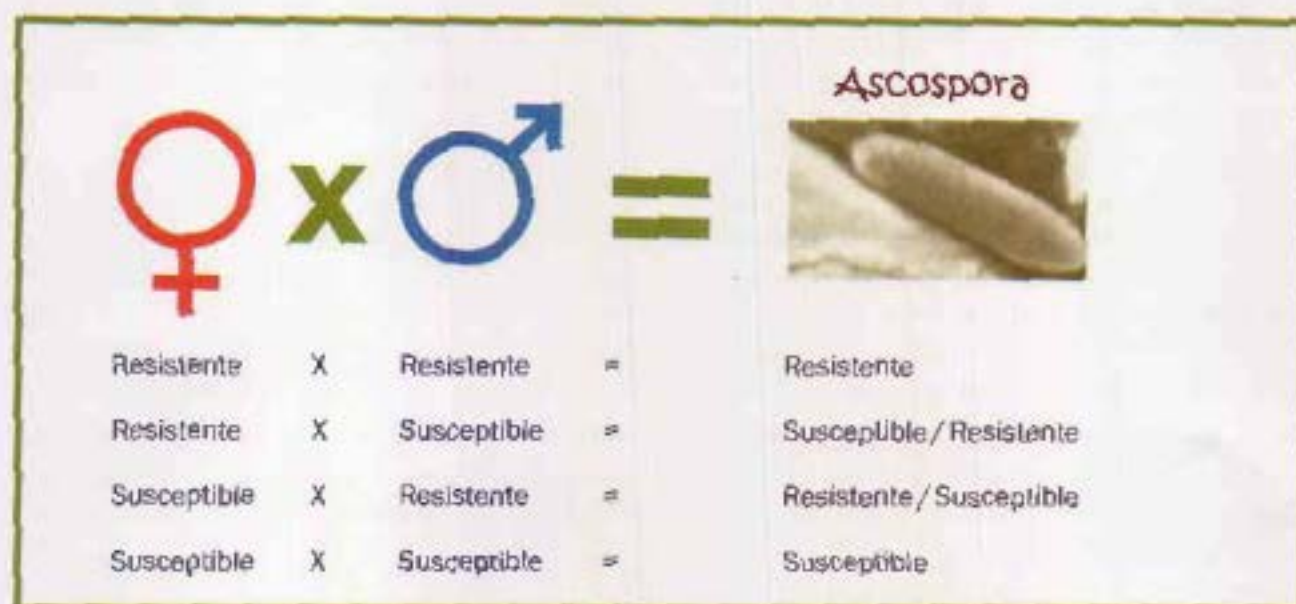 Ascospora
X =
Resistente X Resistente = Resistente
Resistente X Susceptible = Susceptible/Resistente
Susceptible X Resistente = Resistente/Susceptible
Susceptible X Susceptible = Susceptible